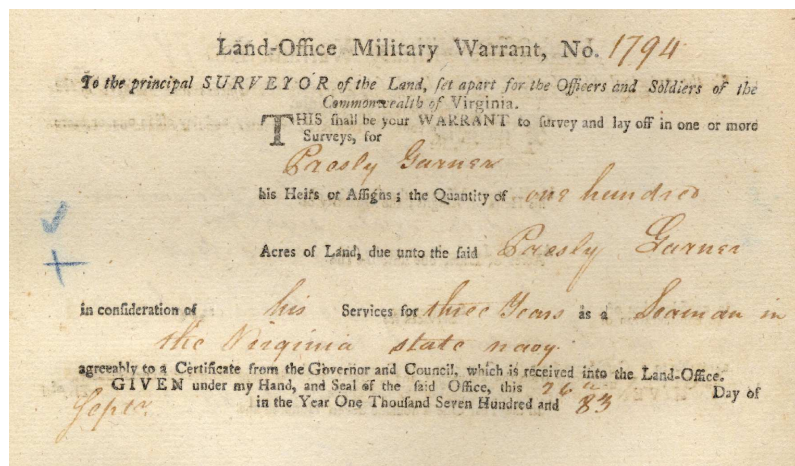 Land-Office Military Warrant, No. 1794
To the principal SURVEYOR of the Land, ſet apart for the Officers and Soldiers of the
Commonwealth of Virginia.
THIS ſhall be your WARRANT to ſurvey and lay off in one or more
Surveys, for
Presly Garner
his Heirs or Aſſigns; the Quantity of one hundred
Acres of Land, due unto the ſaid Presly Garner
in conſideration of his Services for three Years as a Seaman in
the Virginia state navy
agreeably to a Certificate from the Governor and Council, which is received into the Land-Office.
GIVEN under my Hand, and Seal of the ſaid Office, this 26th Day of
Septr in the Year One Thouſand Seven Hundred and 83